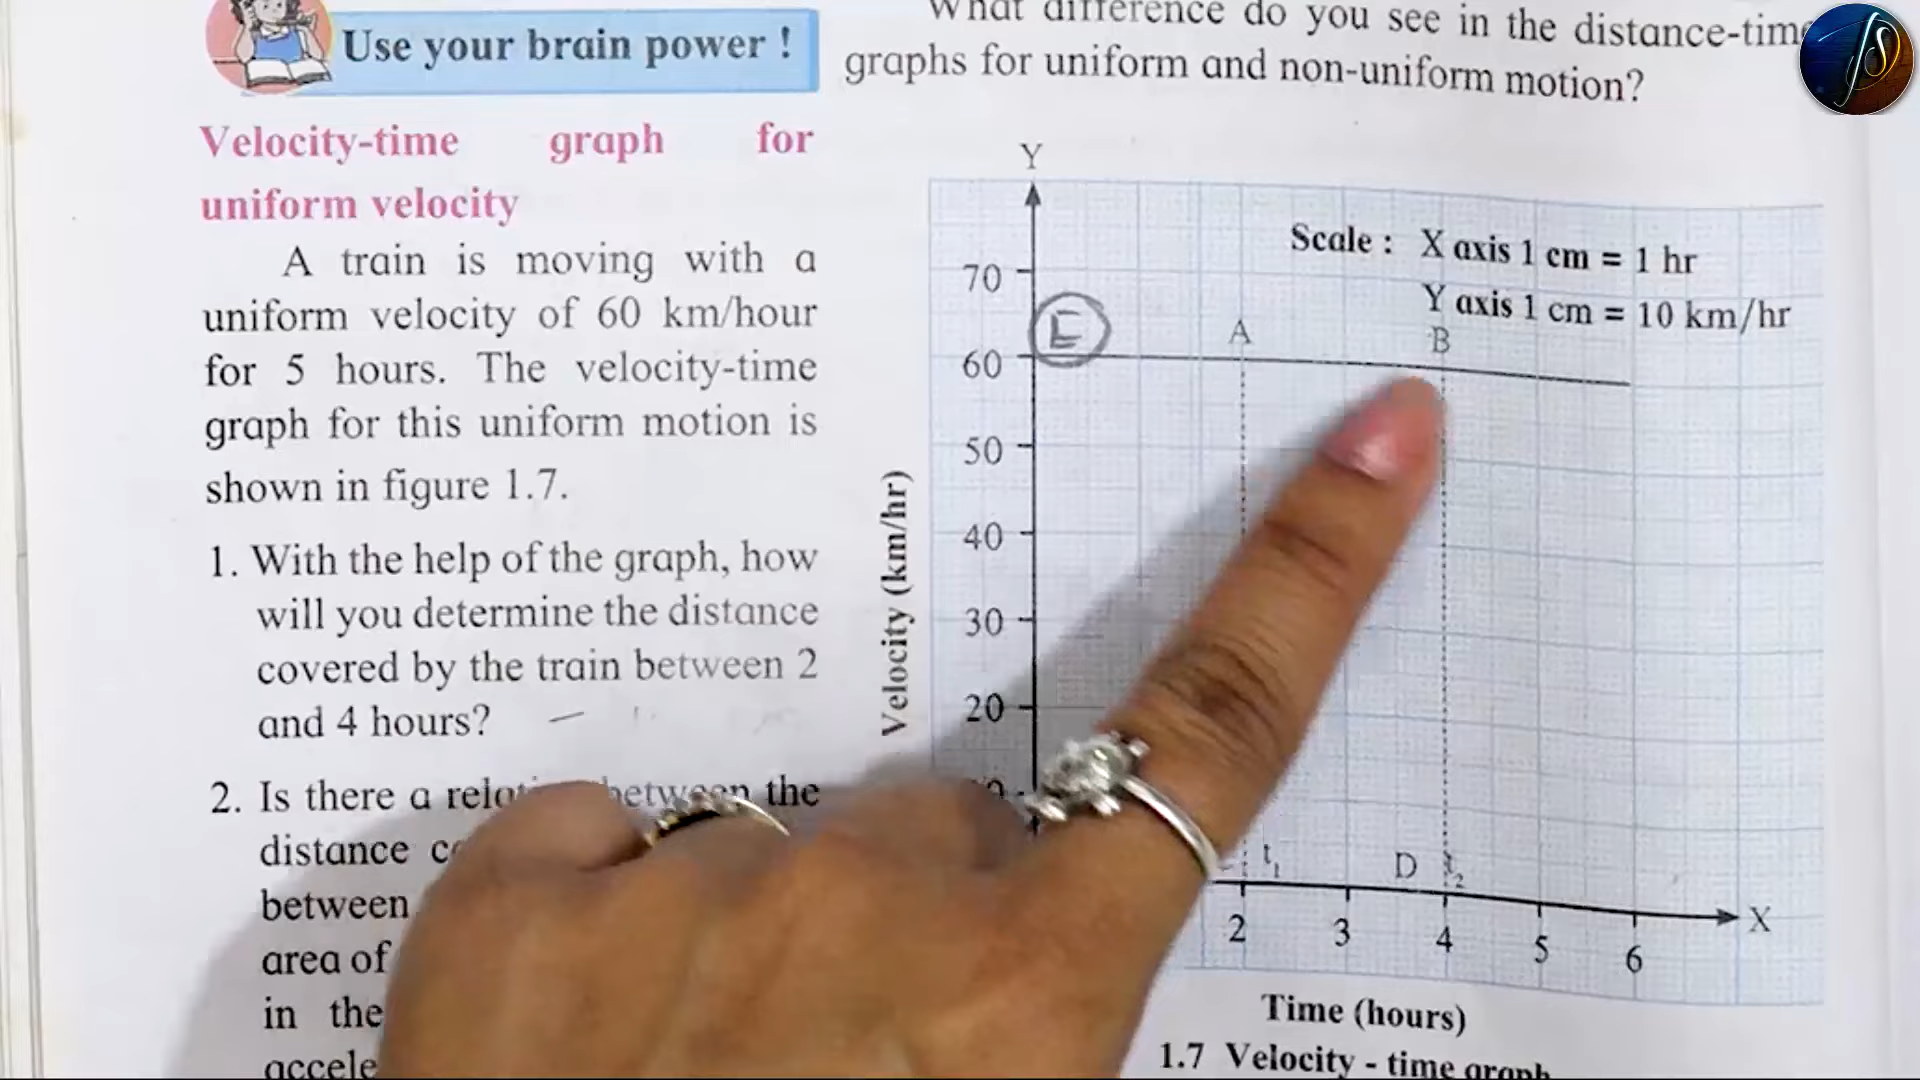 Use your brain power !
What difference do you see in the distance-time
graphs for uniform and non-uniform motion?
Velocity-time graph for
uniform velocity
A train is moving with a
uniform velocity of 60 km/hour
for 5 hours. The velocity-time
graph for this uniform motion is
shown in figure 1.7.
1. With the help of the graph, how
will you determine the distance
covered by the train between 2
and 4 hours?
2. Is there a between the
distance
between
area of
in the
Y
Scale : X axis 1 cm = 1 hr
Y axis 1 cm = 10 km/hr
70
E
A
B
60
50
40
30
20
Velocity (km/hr)
t₁
D
t₂
X
2
3
4
5
6
Time (hours)
1.7 Velocity - time graph